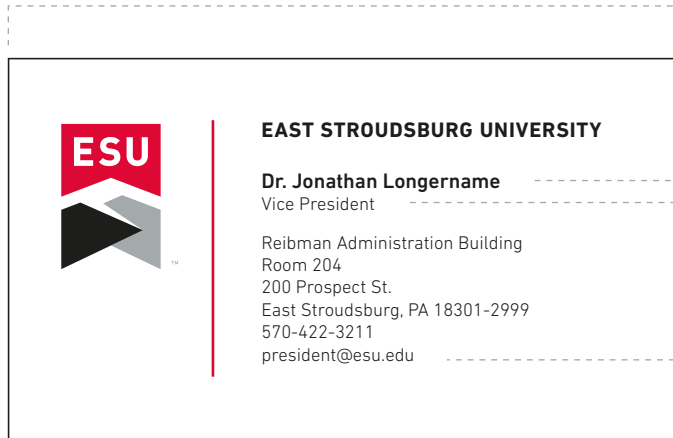 ESU
TM
EAST STROUDSBURG UNIVERSITY
Dr. Jonathan Longername
Vice President
Reibman Administration Building
Room 204
200 Prospect St.
East Stroudsburg, PA 18301-2999
570-422-3211
president@esu.edu